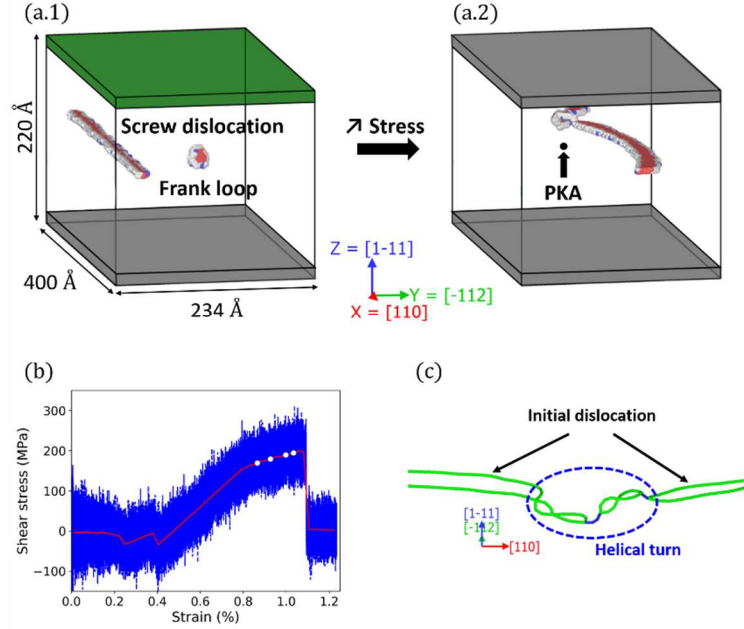 (a.1)
(a.2)
220 Å
Screw dislocation
Frank loop
↗ Stress
PKA
400 Å
234 Å
Z = [1-11]
Y = [-112]
X = [110]
(b)
Shear stress (MPa)
300
200
100
0
−100
0.0 0.2 0.4 0.6 0.8 1.0 1.2
Strain (%)
(c)
Initial dislocation
[1-11]
[-112]
[110]
Helical turn